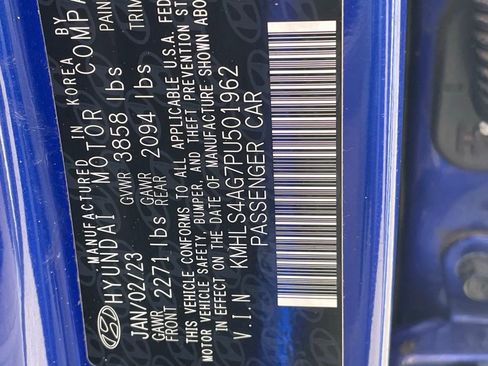 MANUFACTURED IN KOREA BY
HYUNDAI MOTOR COMPA
JAN/02/23 GVWR 3858 lbs PAIN
GAWR FRONT 2271 lbs GAWR REAR 2094 lbs TRIM
THIS VEHICLE CONFORMS TO ALL APPLICABLE U.S.A. FED
MOTOR VEHICLE SAFETY, BUMPER, AND THEFT PREVENTION ST
IN EFFECT ON THE DATE OF MANUFACTURE SHOWN ABO
V.I.N KMHLS4AG7PU501962
PASSENGER CAR